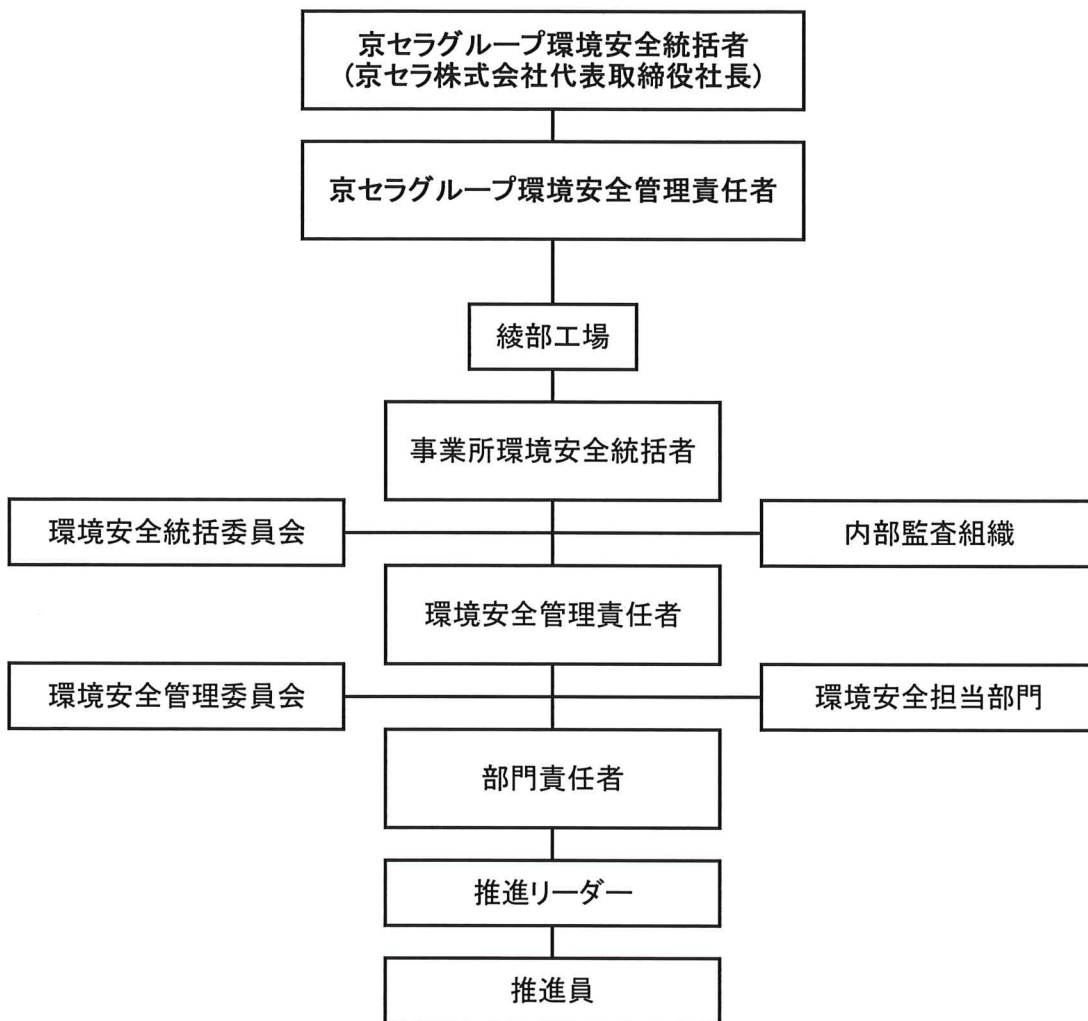 京セラグループ環境安全統括者
(京セラ株式会社代表取締役社長)
京セラグループ環境安全管理責任者
綾部工場
事業所環境安全統括者
環境安全統括委員会
内部監査組織
環境安全管理責任者
環境安全管理委員会
環境安全担当部門
部門責任者
推進リーダー
推進員